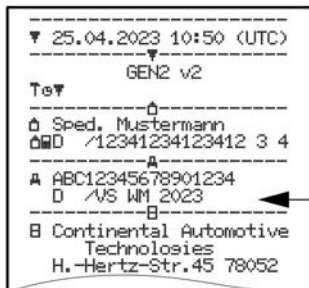 ▼ 25.04.2023 10:50 (UTC)
GEN2 v2
Sped. Mustermann
D /12341234123412 3 4
ABC12345678901234
D /VS WM 2023
Continental Automotive
Technologies
H.-Hertz-Str.45 78052